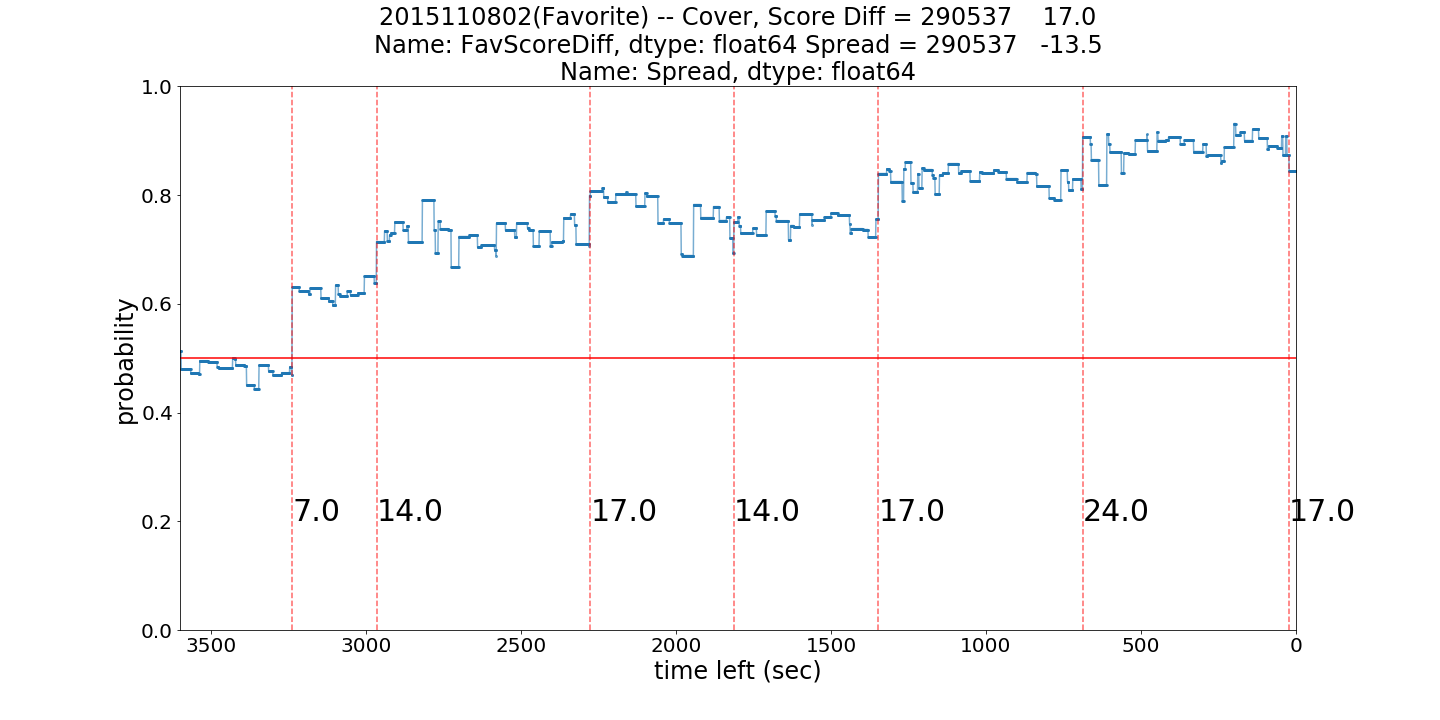 2015110802(Favorite) -- Cover, Score Diff = 290537    17.0
Name: FavScoreDiff, dtype: float64 Spread = 290537   -13.5
Name: Spread, dtype: float64
1.0
0.8
0.6
0.4
0.2
0.0
probability
7.0 14.0 17.0 14.0 17.0 24.0 17.0
3500 3000 2500 2000 1500 1000 500 0
time left (sec)